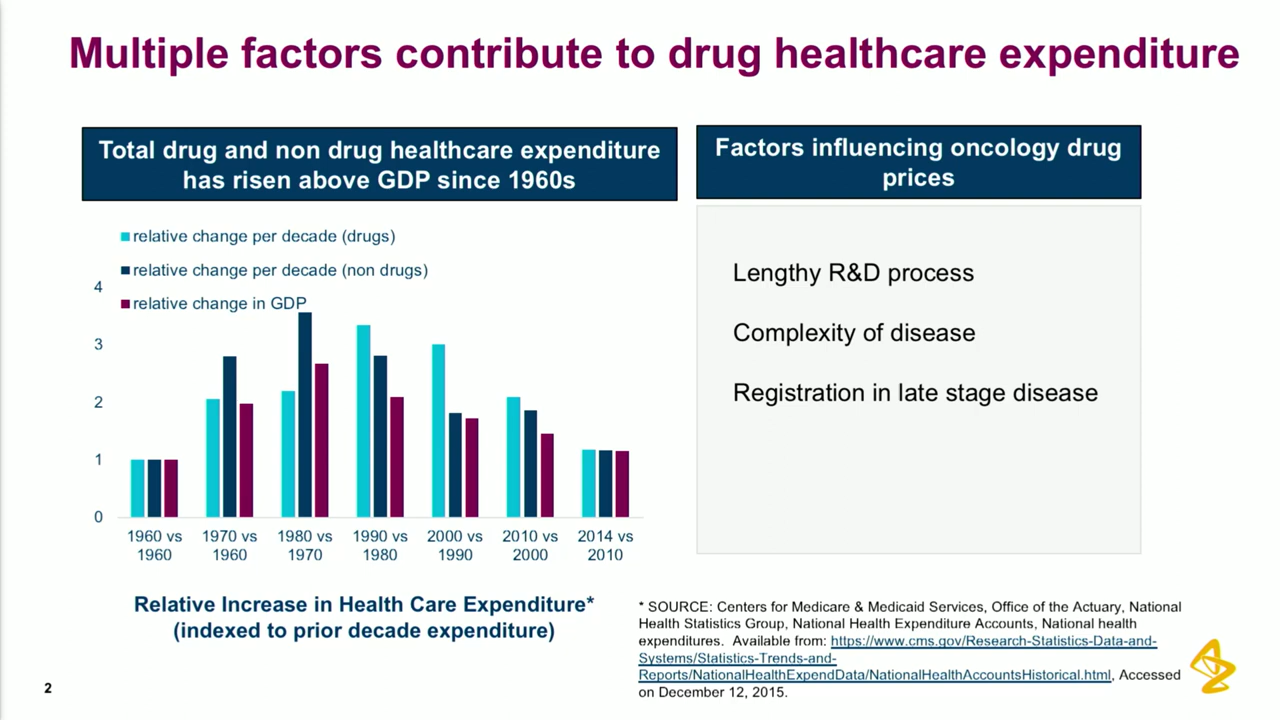 Multiple factors contribute to drug healthcare expenditure
Total drug and non drug healthcare expenditure
has risen above GDP since 1960s
relative change per decade (drugs)
relative change per decade (non drugs)
relative change in GDP
4
3
2
1
0
1960 vs 1970 vs 1980 vs 1990 vs 2000 vs 2010 vs 2014 vs
1960 1960 1970 1980 1990 2000 2010
Relative Increase in Health Care Expenditure*
(indexed to prior decade expenditure)
Factors influencing oncology drug
prices
Lengthy R&D process
Complexity of disease
Registration in late stage disease
* SOURCE: Centers for Medicare & Medicaid Services, Office of the Actuary, National
Health Statistics Group, National Health Expenditure Accounts, National health
expenditures. Available from: https://www.cms.gov/Research-Statistics-Data-and-
Systems/Statistics-Trends-and-
Reports/NationalHealthExpendData/NationalHealthAccountsHistorical.html, Accessed
on December 12, 2015.
2